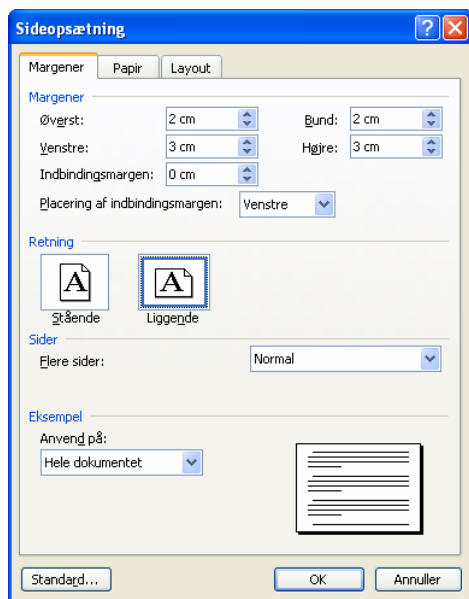 Sideopsætning
Margener Papir Layout
Margener
Øverst: 2 cm Bund: 2 cm
Venstre: 3 cm Højre: 3 cm
Indbindingsmargen: 0 cm
Placering af indbindingsmargen: Venstre
Retning
A A
Stående Liggende
Sider
Flere sider: Normal
Eksempel
Anvend på:
Hele dokumentet
Standard... OK Annuller